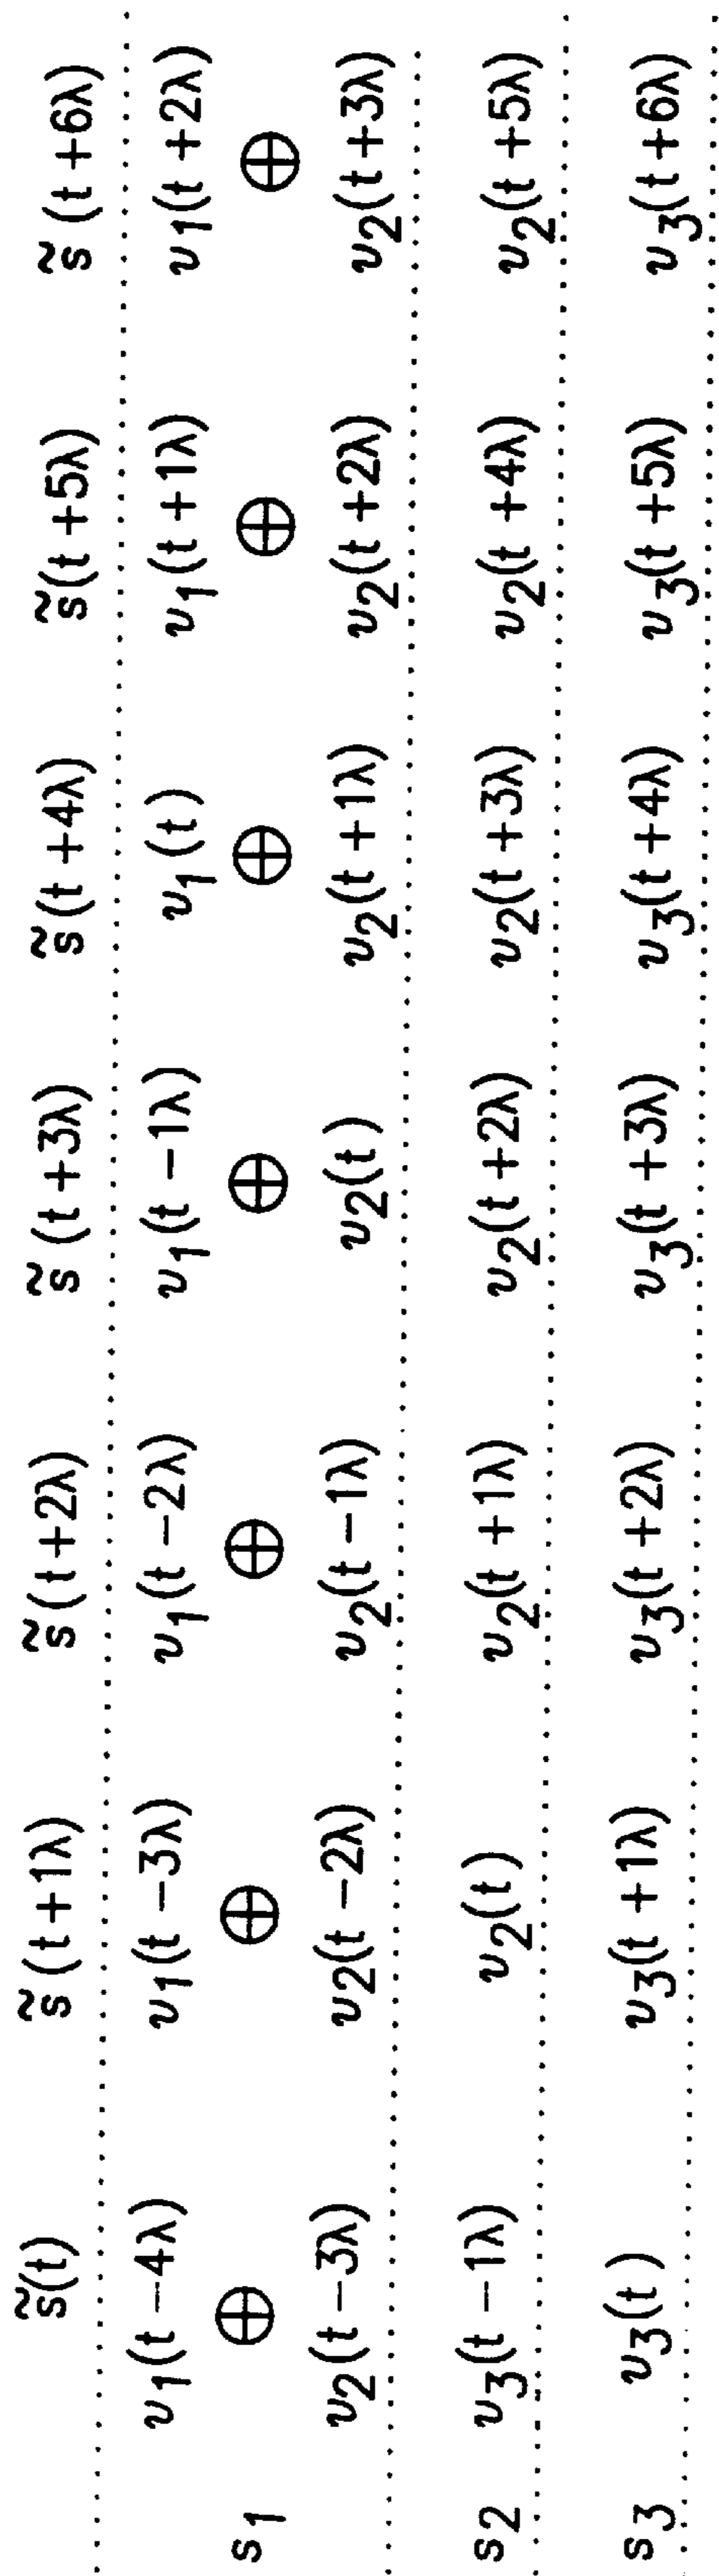 s̃(t) s̃(t+1λ) s̃(t+2λ) s̃(t+3λ) s̃(t+4λ) s̃(t+5λ) s̃(t+6λ)
v₁(t−4λ) v₁(t−3λ) v₁(t−2λ) v₁(t−1λ) v₁(t) v₁(t+1λ) v₁(t+2λ)
s₁ ⊕ ⊕ ⊕ ⊕ ⊕ ⊕ ⊕
v₂(t−3λ) v₂(t−2λ) v₂(t−1λ) v₂(t) v₂(t+1λ) v₂(t+2λ) v₂(t+3λ)
s₂ v₃(t−1λ) v₂(t) v₂(t+1λ) v₂(t+2λ) v₂(t+3λ) v₂(t+4λ) v₂(t+5λ)
s₃ v₃(t) v₃(t+1λ) v₃(t+2λ) v₃(t+3λ) v₃(t+4λ) v₃(t+5λ) v₃(t+6λ)